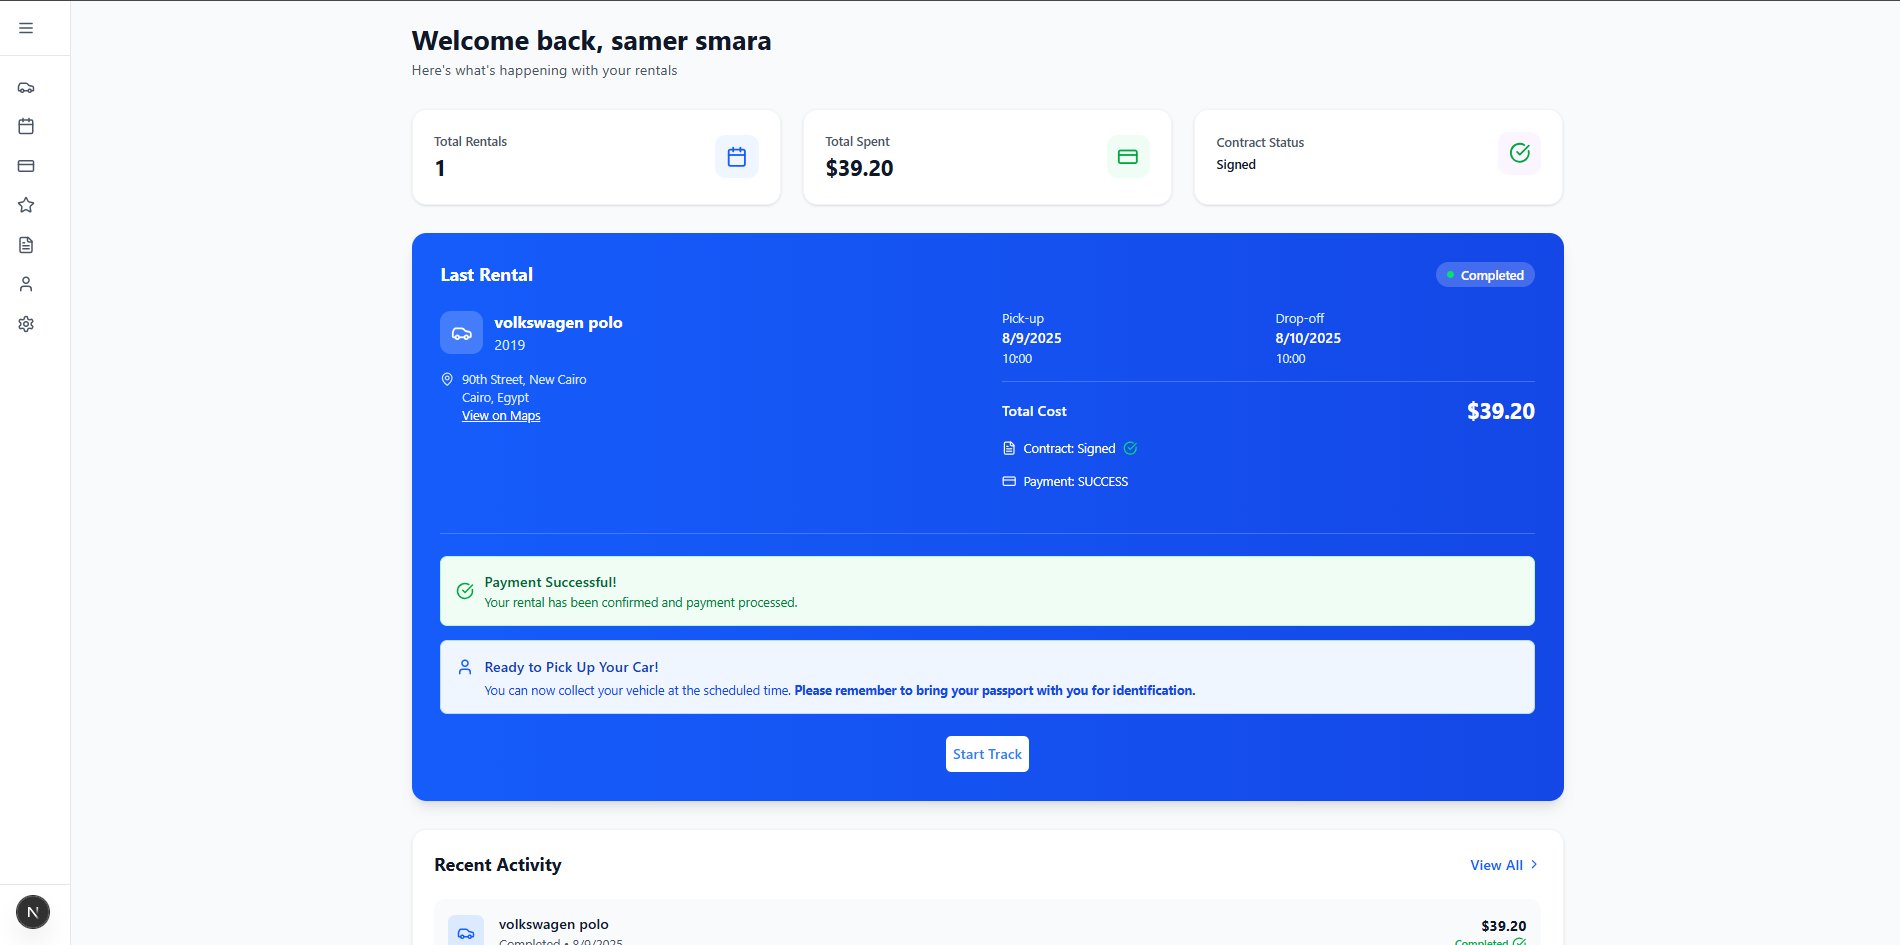 Welcome back, samer smara
Here's what's happening with your rentals
Total Rentals
1
Total Spent
$39.20
Contract Status
Signed
Last Rental
Completed
volkswagen polo
2019
90th Street, New Cairo
Cairo, Egypt
View on Maps
Pick-up
8/9/2025
10:00
Drop-off
8/10/2025
10:00
Total Cost
$39.20
Contract: Signed
Payment: SUCCESS
Payment Successful!
Your rental has been confirmed and payment processed.
Ready to Pick Up Your Car!
You can now collect your vehicle at the scheduled time. Please remember to bring your passport with you for identification.
Start Track
Recent Activity
View All
volkswagen polo
$39.20
Completed • 8/9/2025
Completed
N